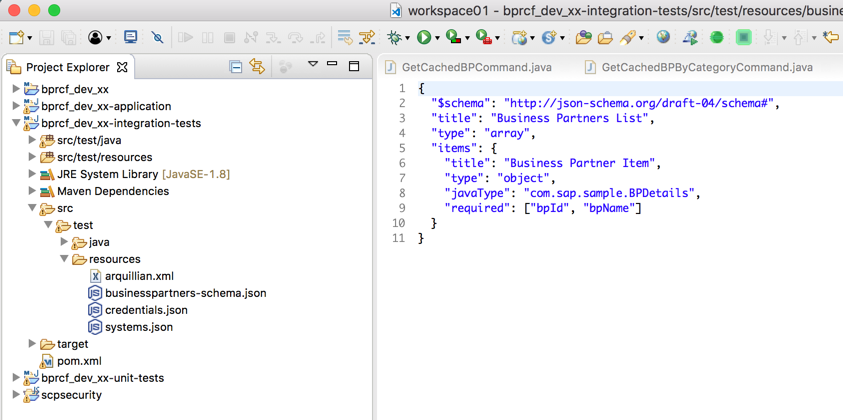 workspace01 - bprcf_dev_xx-integration-tests/src/test/resources/busine
Project Explorer
bprcf_dev_xx
bprcf_dev_xx-application
bprcf_dev_xx-integration-tests
src/test/java
src/test/resources
JRE System Library [JavaSE-1.8]
Maven Dependencies
src
test
java
resources
arquillian.xml
businesspartners-schema.json
credentials.json
systems.json
target
pom.xml
bprcf_dev_xx-unit-tests
scpsecurity
GetCachedBPCommand.java
GetCachedBPByCategoryCommand.java
1 {
2 "$schema": "http://json-schema.org/draft-04/schema#",
3 "title": "Business Partners List",
4 "type": "array",
5 "items": {
6 "title": "Business Partner Item",
7 "type": "object",
8 "javaType": "com.sap.sample.BPDetails",
9 "required": ["bpId", "bpName"]
10 }
11 }